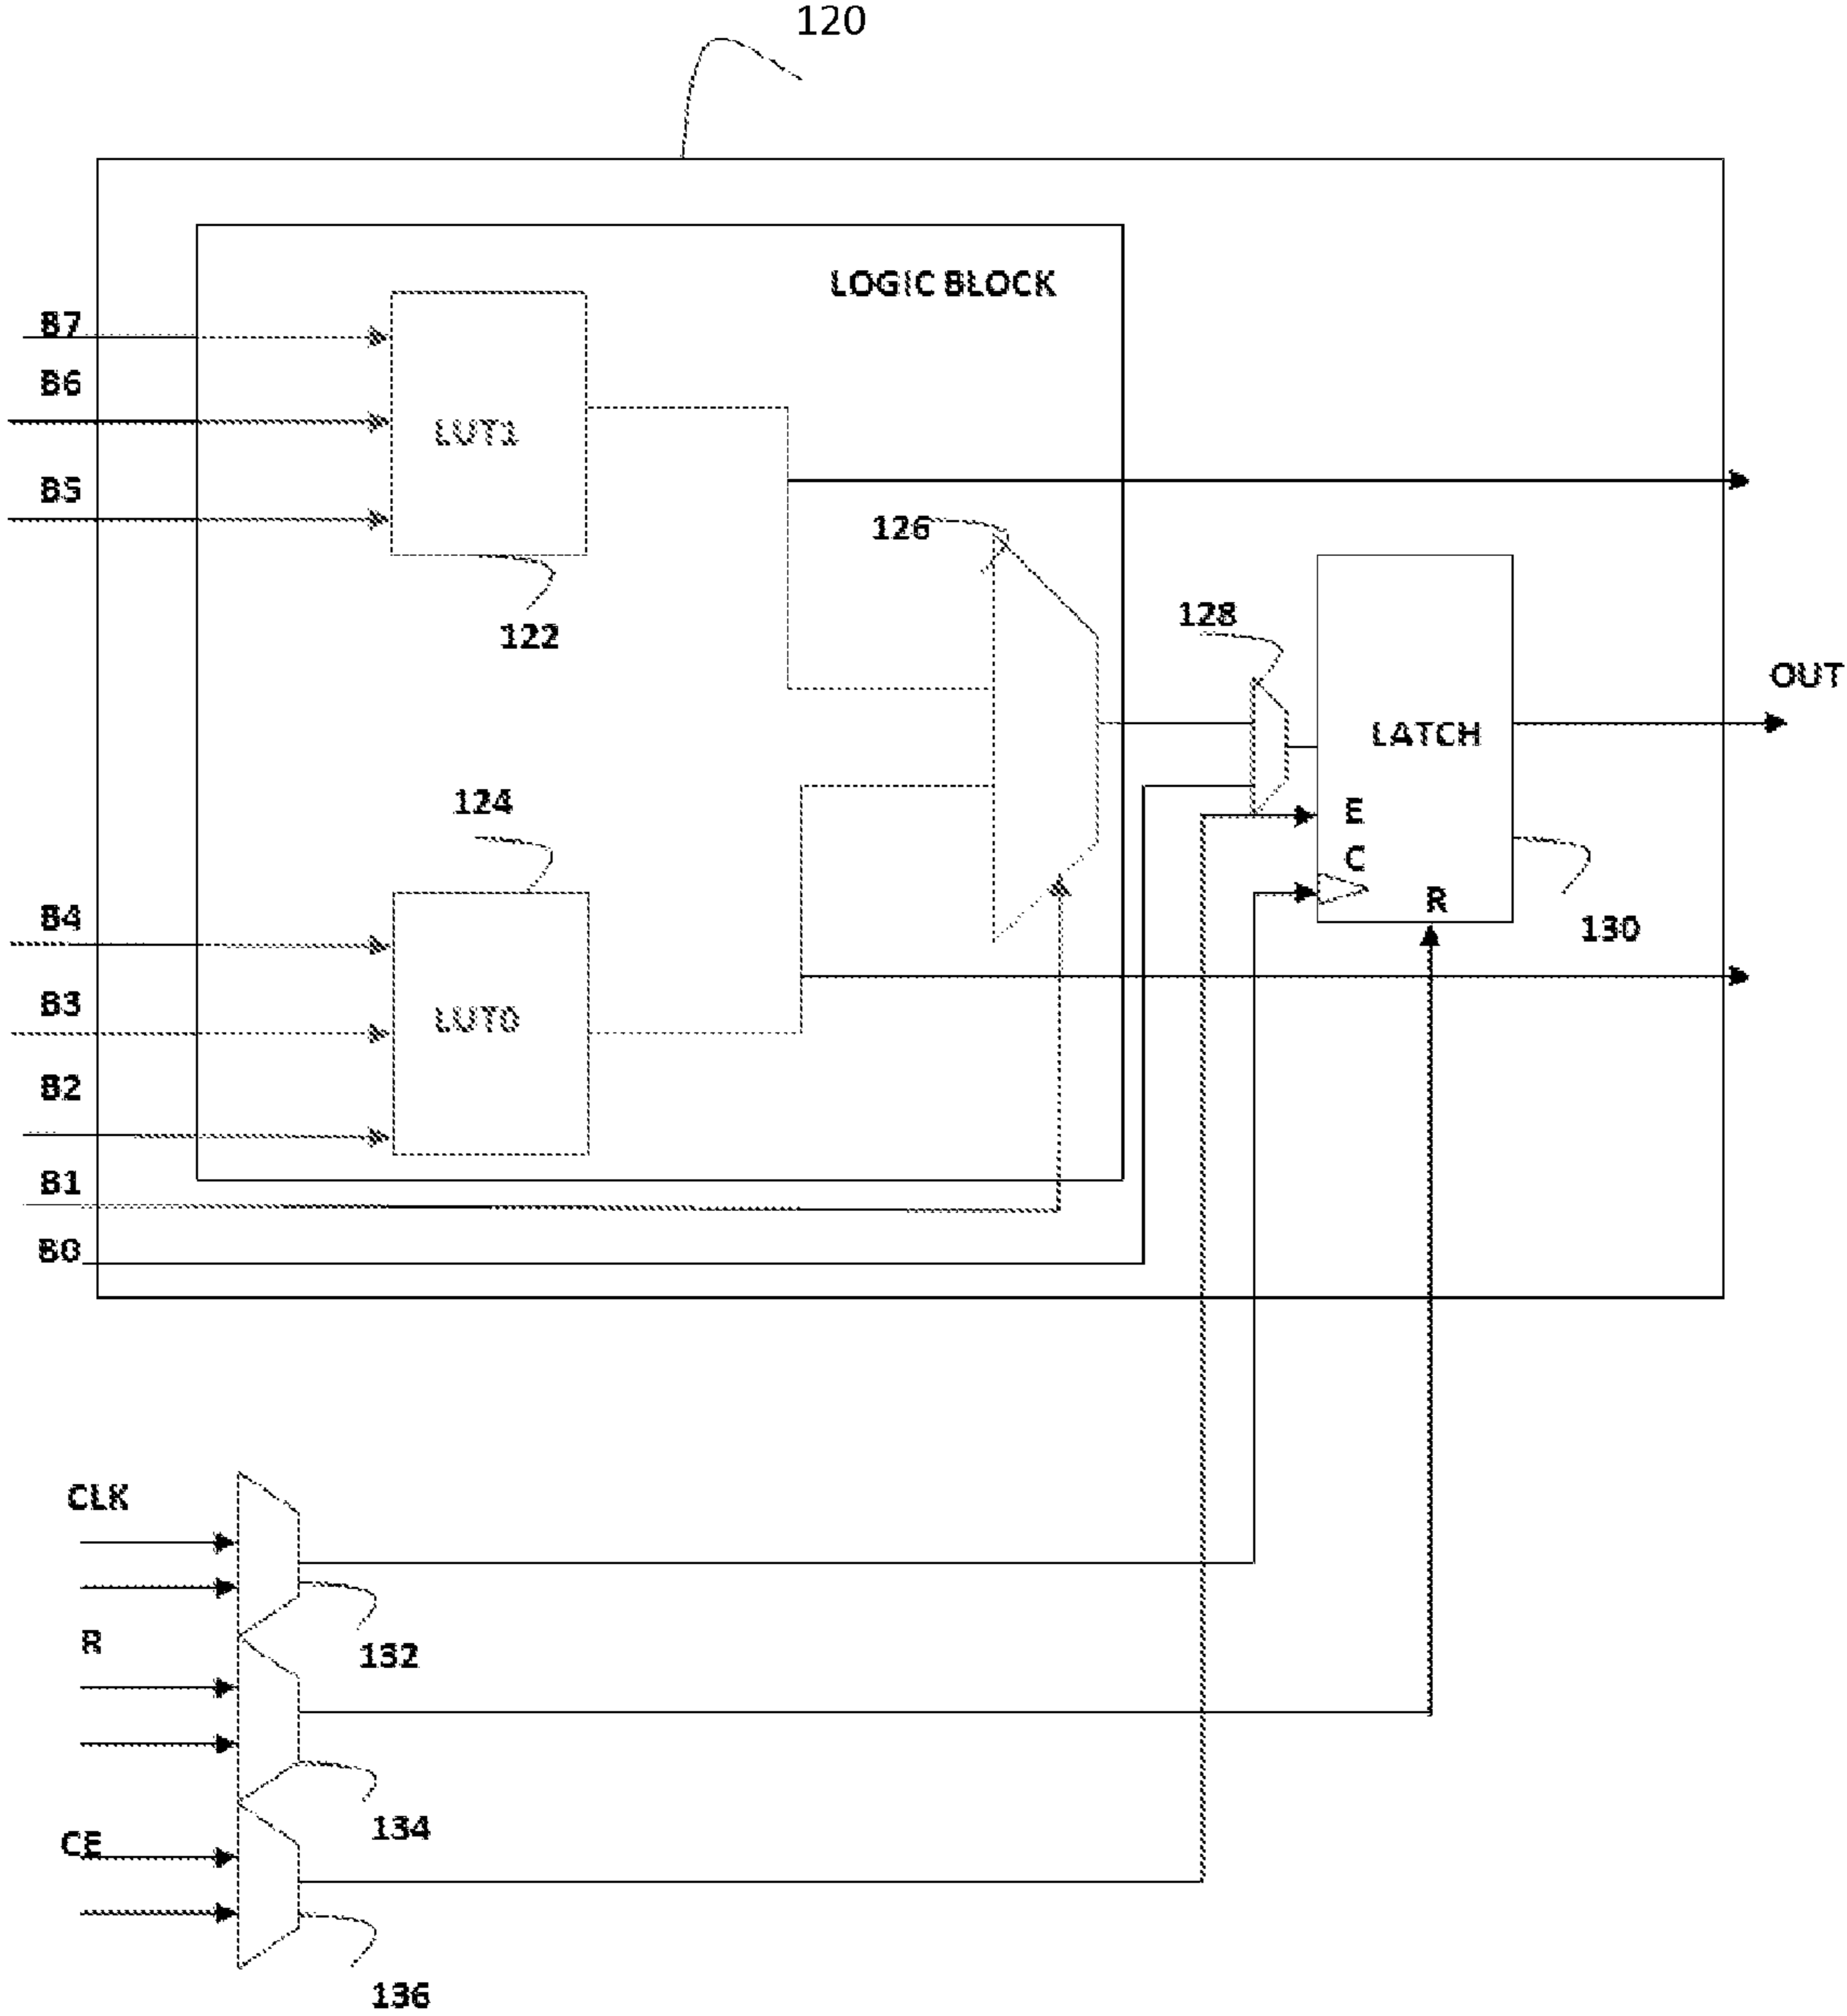 120
LOGIC BLOCK
B7
B6
B5
LUT1
122
126
128
OUT
LATCH
124
E
C
R
130
B4
B3
B2
LUT0
B1
B0
CLK
132
R
134
CE
136